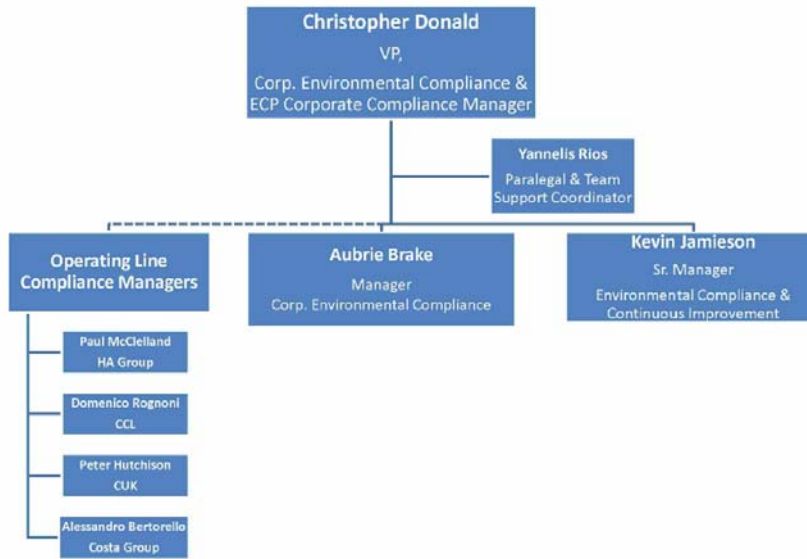 Christopher Donald
VP,
Corp. Environmental Compliance &
ECP Corporate Compliance Manager
Yannelis Rios
Paralegal & Team
Support Coordinator
Operating Line
Compliance Managers
Aubrie Brake
Manager
Corp. Environmental Compliance
Kevin Jamieson
Sr. Manager
Environmental Compliance &
Continuous Improvement
Paul McClelland
HA Group
Domenico Rognoni
CCL
Peter Hutchison
CUK
Alessandro Bertorello
Costa Group